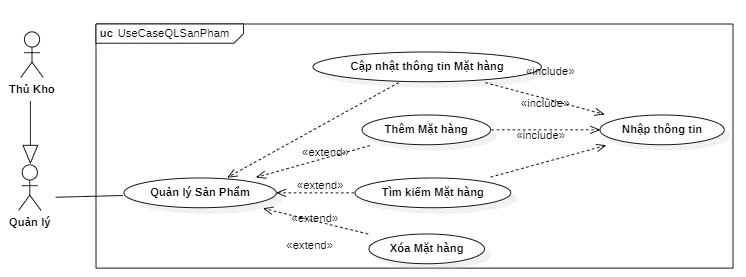 uc UseCaseQLSanPham
Thủ Kho
Cập nhật thông tin Mặt hàng
«include»
«include»
Thêm Mặt hàng
Nhập thông tin
«include»
«extend»
Quản lý Sản Phẩm
«extend»
Tìm kiếm Mặt hàng
Quản lý
«extend»
«extend»
Xóa Mặt hàng